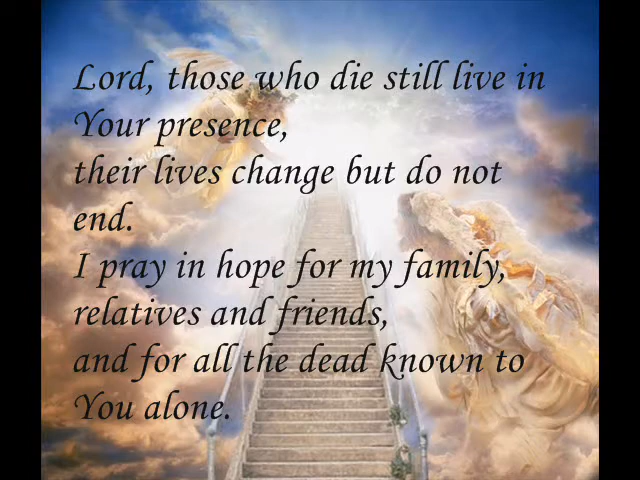 Lord, those who die still live in
Your presence,
their lives change but do not
end.
I pray in hope for my family,
relatives and friends,
and for all the dead known to
You alone.